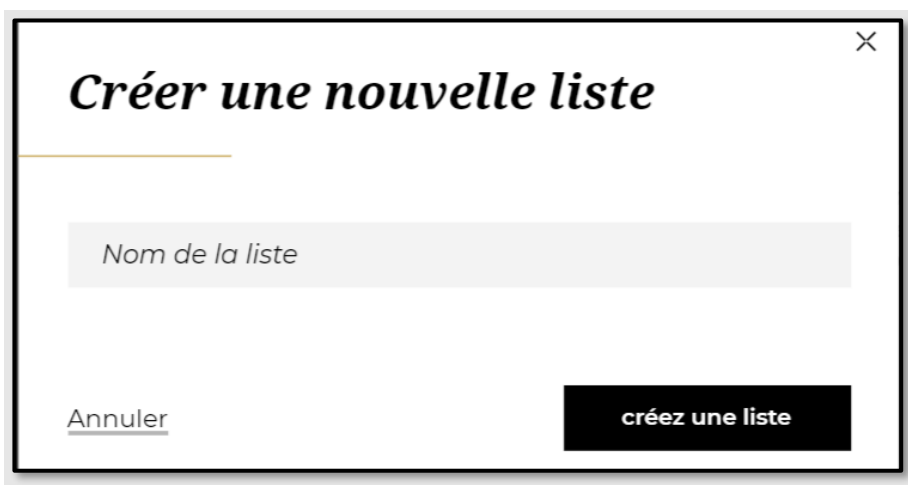 Créer une nouvelle liste
Nom de la liste
Annuler
créez une liste